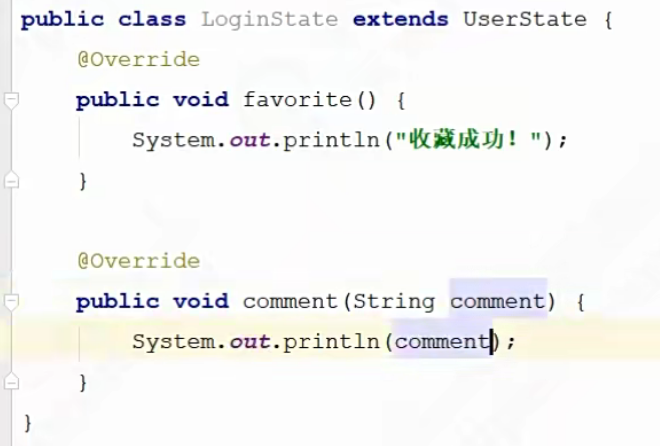 public class LoginState extends UserState {
    @Override
    public void favorite() {
        System.out.println("收藏成功！");
    }

    @Override
    public void comment(String comment) {
        System.out.println(comment);
    }
}